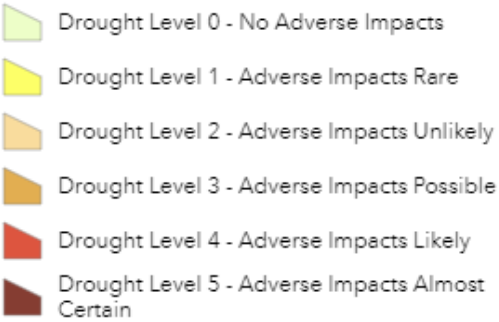 Drought Level 0 - No Adverse Impacts
Drought Level 1 - Adverse Impacts Rare
Drought Level 2 - Adverse Impacts Unlikely
Drought Level 3 - Adverse Impacts Possible
Drought Level 4 - Adverse Impacts Likely
Drought Level 5 - Adverse Impacts Almost
Certain